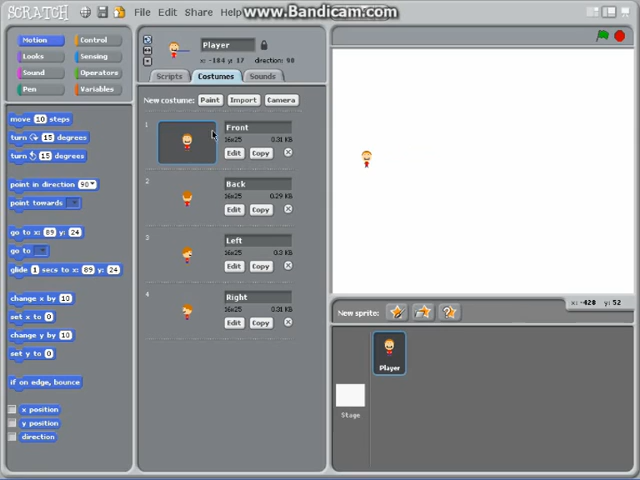 SCRATCH File Edit Share Help www.Bandicam.com
Motion Control
Looks Sensing
Sound Operators
Pen Variables
move 10 steps
turn 15 degrees
turn 15 degrees
point in direction 90
point towards
go to x: 89 y: 24
go to
glide 1 secs to x: 89 y: 24
change x by 10
set x to 0
change y by 10
set y to 0
if on edge, bounce
x position
y position
direction
Player
x: -184 y: 17 direction: 90
Scripts Costumes Sounds
New costume: Paint Import Camera
1 Front
16x25 0.31 KB
Edit Copy
2 Back
16x25 0.29 KB
Edit Copy
3 Left
16x25 0.3 KB
Edit Copy
4 Right
16x25 0.31 KB
Edit Copy
x: -428 y: 52
New sprite:
Player
Stage